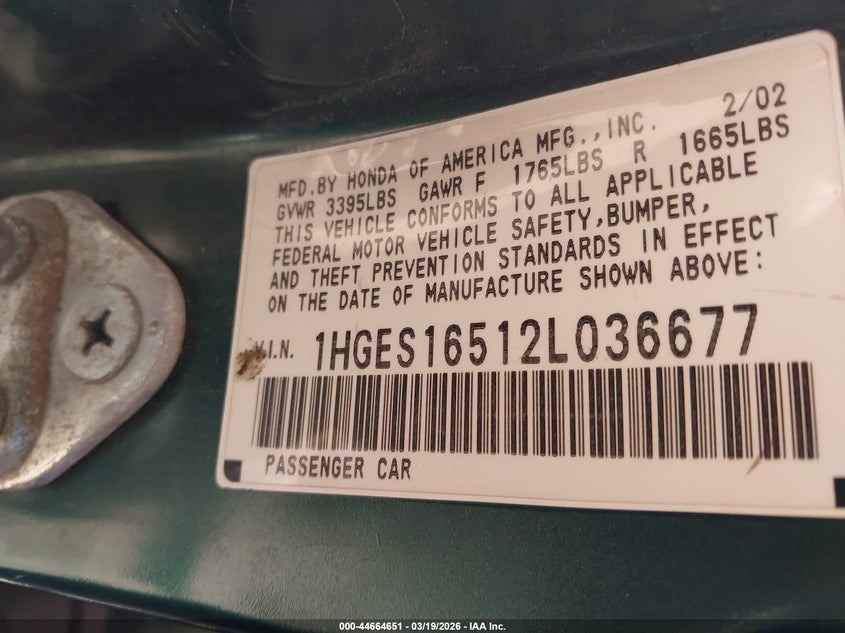 MFD.BY HONDA OF AMERICA MFG.,INC. 2/02
GVWR 3395LBS GAWR F 1765LBS R 1665LBS
THIS VEHICLE CONFORMS TO ALL APPLICABLE
FEDERAL MOTOR VEHICLE SAFETY,BUMPER,
AND THEFT PREVENTION STANDARDS IN EFFECT
ON THE DATE OF MANUFACTURE SHOWN ABOVE:
V.I.N. 1HGES16512L036677
PASSENGER CAR
000-44664651 — 03/19/2026 — IAA Inc.